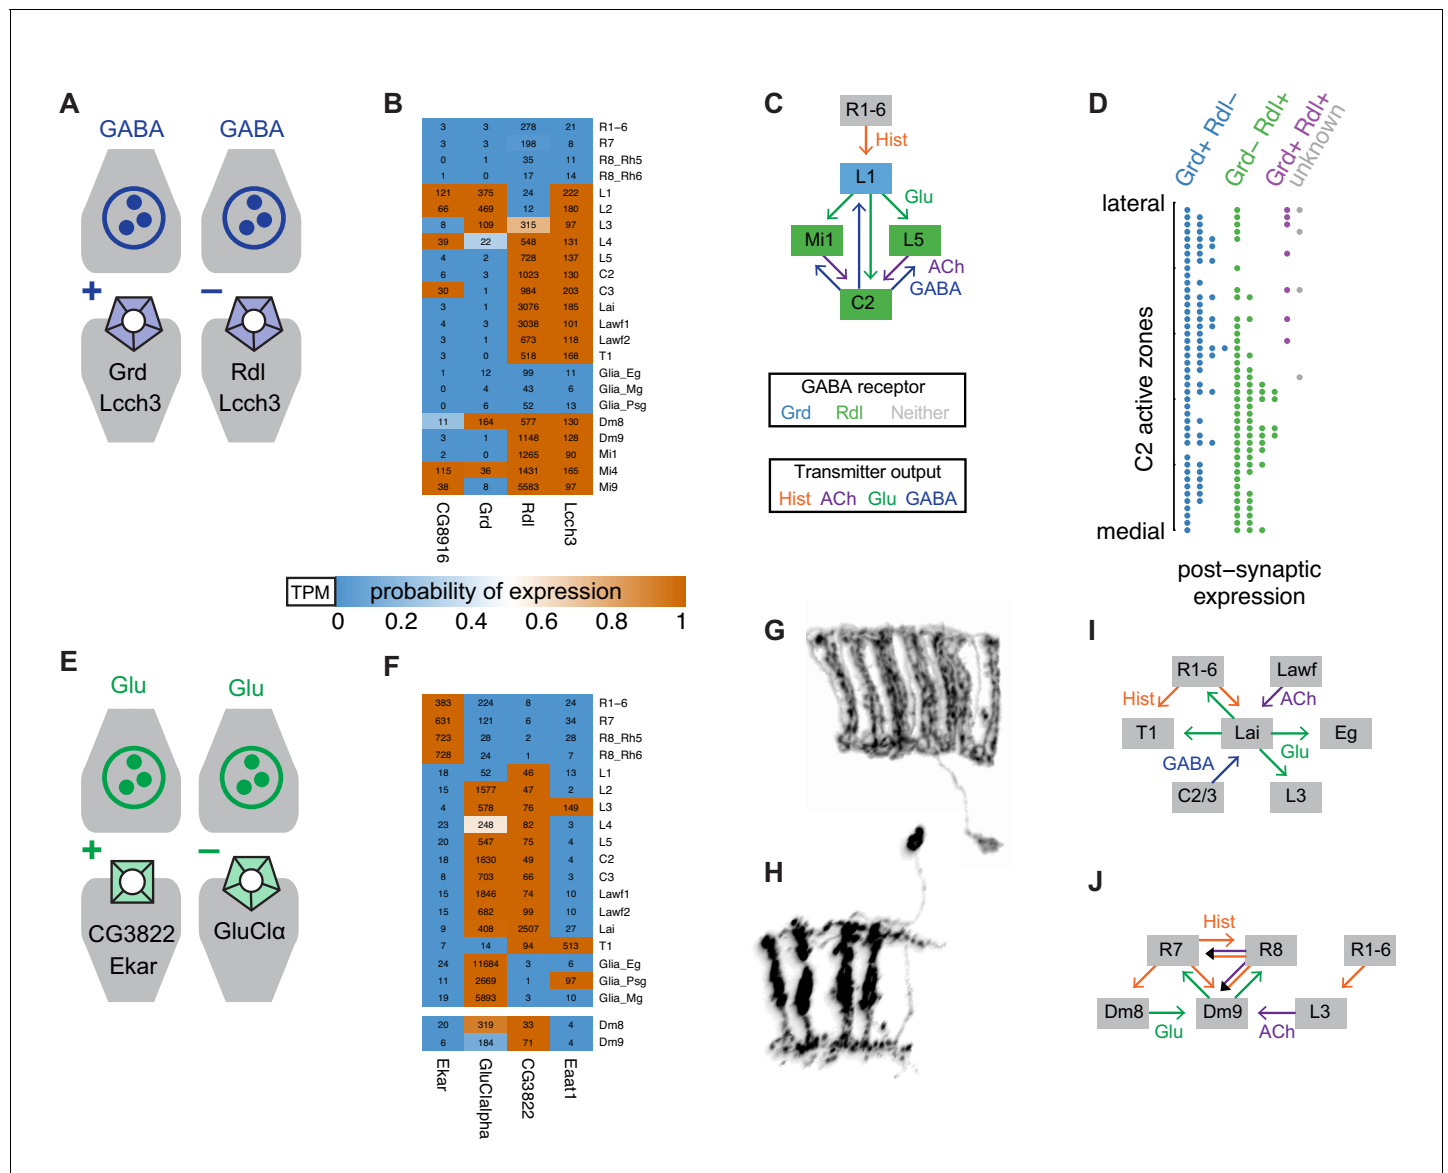 A
GABA GABA
+ −
Grd Rdl
Lcch3 Lcch3
B
3 3 278 21 R1−6
3 3 198 8 R7
0 1 35 11 R8_Rh5
1 0 17 14 R8_Rh6
121 375 24 222 L1
66 469 12 180 L2
8 109 315 97 L3
39 22 548 131 L4
4 2 728 137 L5
6 3 1023 130 C2
30 1 984 203 C3
3 1 3076 185 Lai
4 3 3038 101 Lawf1
3 1 673 118 Lawf2
3 0 518 168 T1
1 12 99 11 Glia_Eg
0 4 43 6 Glia_Mg
0 6 52 13 Glia_Psg
11 164 577 130 Dm8
3 1 1148 128 Dm9
2 0 1265 90 Mi1
115 36 1431 165 Mi4
38 8 5583 97 Mi9
CG8916 Grd Rdl Lcch3
TPM probability of expression
0 0.2 0.4 0.6 0.8 1
C
R1-6
Hist
L1
Glu
Mi1 L5
ACh
GABA
C2
GABA receptor
Grd Rdl Neither
Transmitter output
Hist ACh Glu GABA
D
Grd+ Rdl−
Grd− Rdl+
Grd+ Rdl+
unknown
lateral
C2 active zones
medial
post−synaptic
expression
E
Glu Glu
+ −
CG3822 GluClα
Ekar
F
383 224 8 24 R1−6
631 121 6 34 R7
723 28 2 28 R8_Rh5
728 24 1 7 R8_Rh6
18 52 46 13 L1
15 1577 47 2 L2
4 578 76 149 L3
23 248 82 3 L4
20 547 75 4 L5
18 1630 49 4 C2
8 703 66 3 C3
15 1846 74 10 Lawf1
15 682 99 10 Lawf2
9 408 2507 27 Lai
7 14 94 513 T1
24 11684 3 6 Glia_Eg
11 2669 1 97 Glia_Psg
19 5893 3 10 Glia_Mg
20 319 33 4 Dm8
6 184 71 4 Dm9
Ekar GluClalpha CG3822 Eaat1
G
H
I
R1-6 Lawf
Hist ACh
T1 Lai Eg
GABA Glu
C2/3 L3
J
Hist
R7 R8 R1-6
Dm8 Dm9 L3
Glu ACh